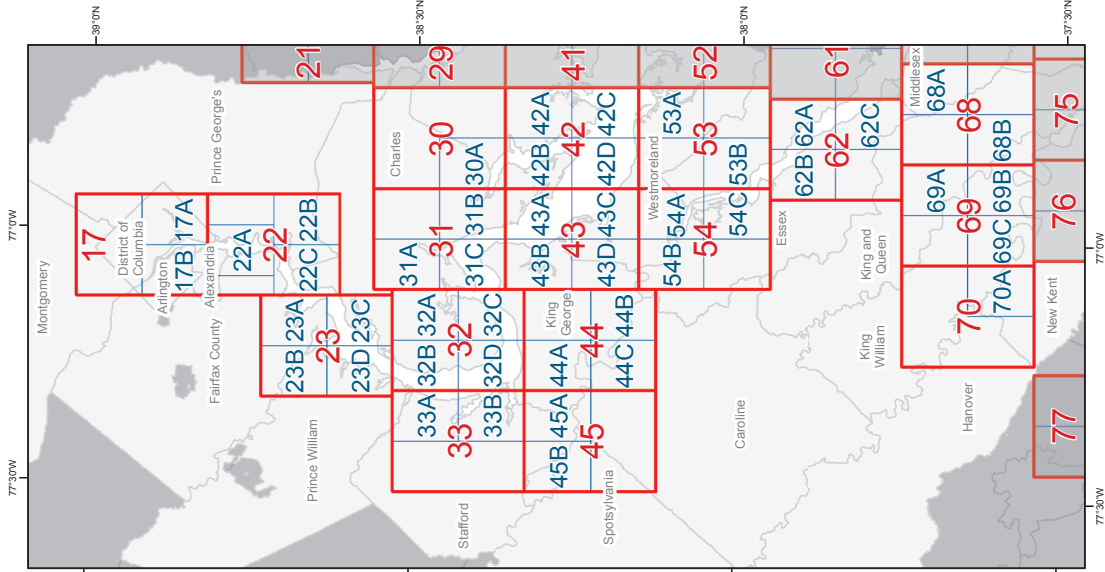 39°0'N
38°30'N
38°0'N
37°30'N
Montgomery
77°0'W
17
District of
Columbia
Arlington
17B 17A
Alexandria
Prince George's
21
22A
22
22C 22B
Fairfax County
23B 23A
23
23D 23C
Prince William
77°30'W
Charles
29
30
30A
31A
31
31C 31B
32B 32A
32
32D 32C
33A
33
33B
Stafford
41
42B 42A
42
42D 42C
43B 43A
43
43D 43C
King
George
44A
44
44C 44B
45B 45A
45
Spotsylvania
Westmoreland
52
53A
53
53B
54B 54A
54
54C
Caroline
Essex
61
62B 62A
62
62C
King and
Queen
King
William
Middlesex
68A
68
68B
69A
69
69C 69B
70
70A
Hanover
New Kent
75
76
77
77°0'W
77°30'W